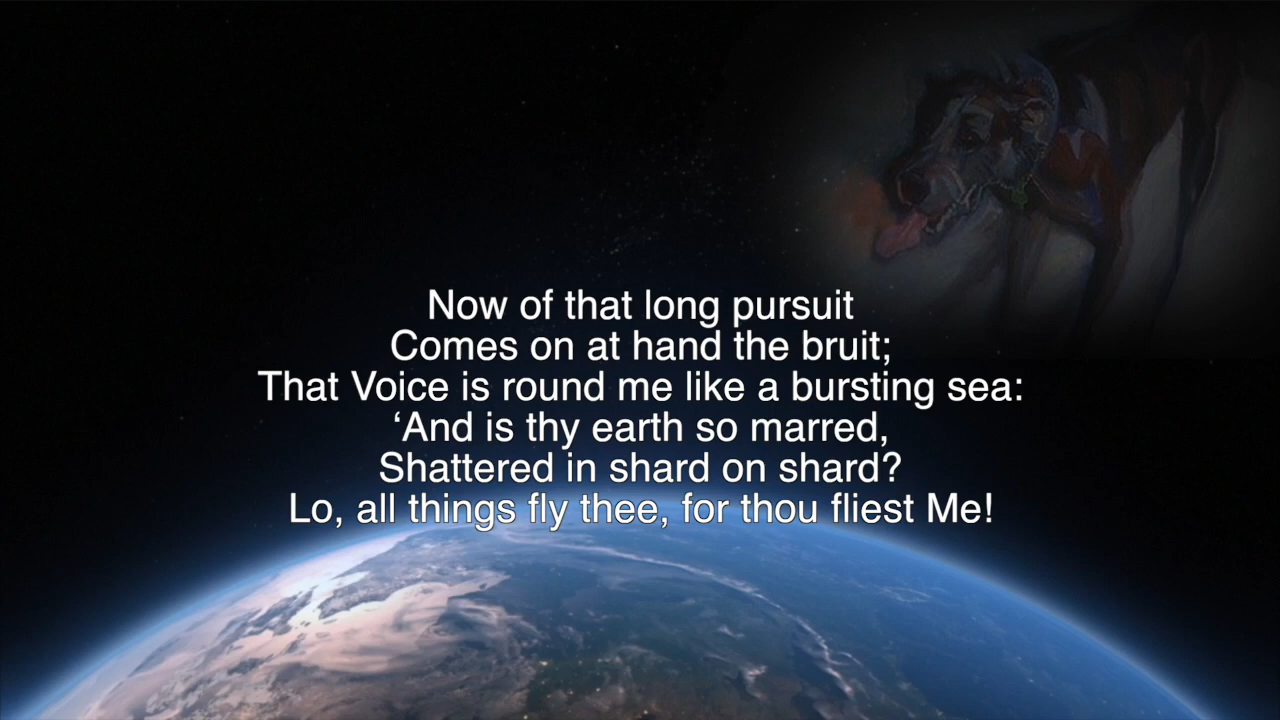 Now of that long pursuit
Comes on at hand the bruit;
That Voice is round me like a bursting sea:
‘And is thy earth so marred,
Shattered in shard on shard?
Lo, all things fly thee, for thou fliest Me!